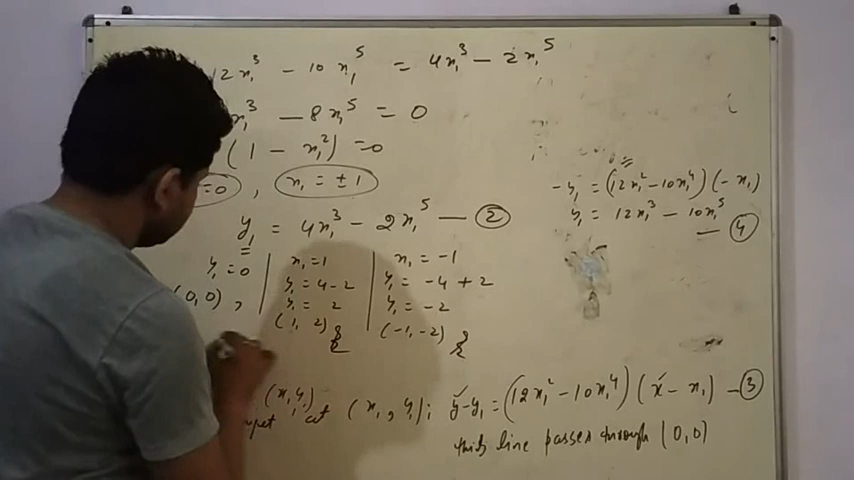 12x₁³ - 10x₁⁵ = 4x₁³ - 2x₁⁵
x₁³ - 8x₁⁵ = 0
(1 - x₁²) = 0
= 0, x₁ = ±1
y₁ = 4x₁³ - 2x₁⁵ — ②
y₁ = 0
(0,0),
x₁ = 1
y₁ = 4 - 2
y₁ = 2
(1, 2) &
x₁ = -1
y₁ = -4 + 2
y₁ = -2
(-1, -2) &
-y₁ = (12x₁² - 10x₁⁴)(-x₁)
y₁ = 12x₁³ - 10x₁⁵
— ④
(x₁, y₁)
at (x₁, y₁); y - y₁ = (12x₁² - 10x₁⁴)(x - x₁) — ③
this line passes through (0,0)